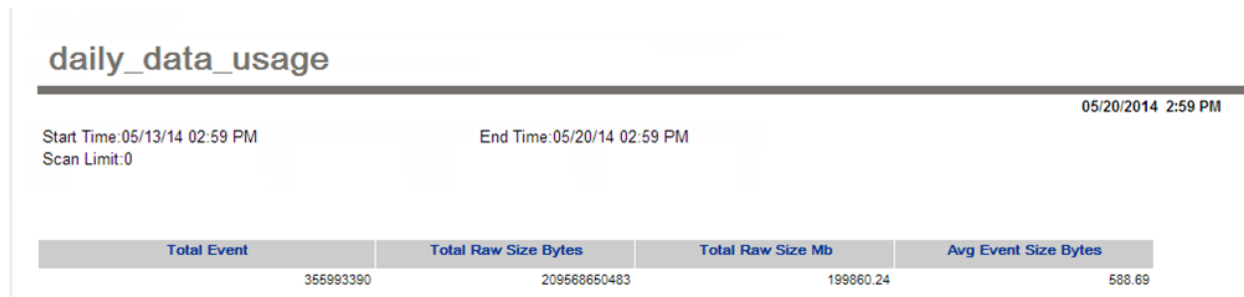 daily_data_usage
05/20/2014 2:59 PM
Start Time:05/13/14 02:59 PM End Time:05/20/14 02:59 PM
Scan Limit:0
Total Event Total Raw Size Bytes Total Raw Size Mb Avg Event Size Bytes
355993390 209568650483 199860.24 588.69